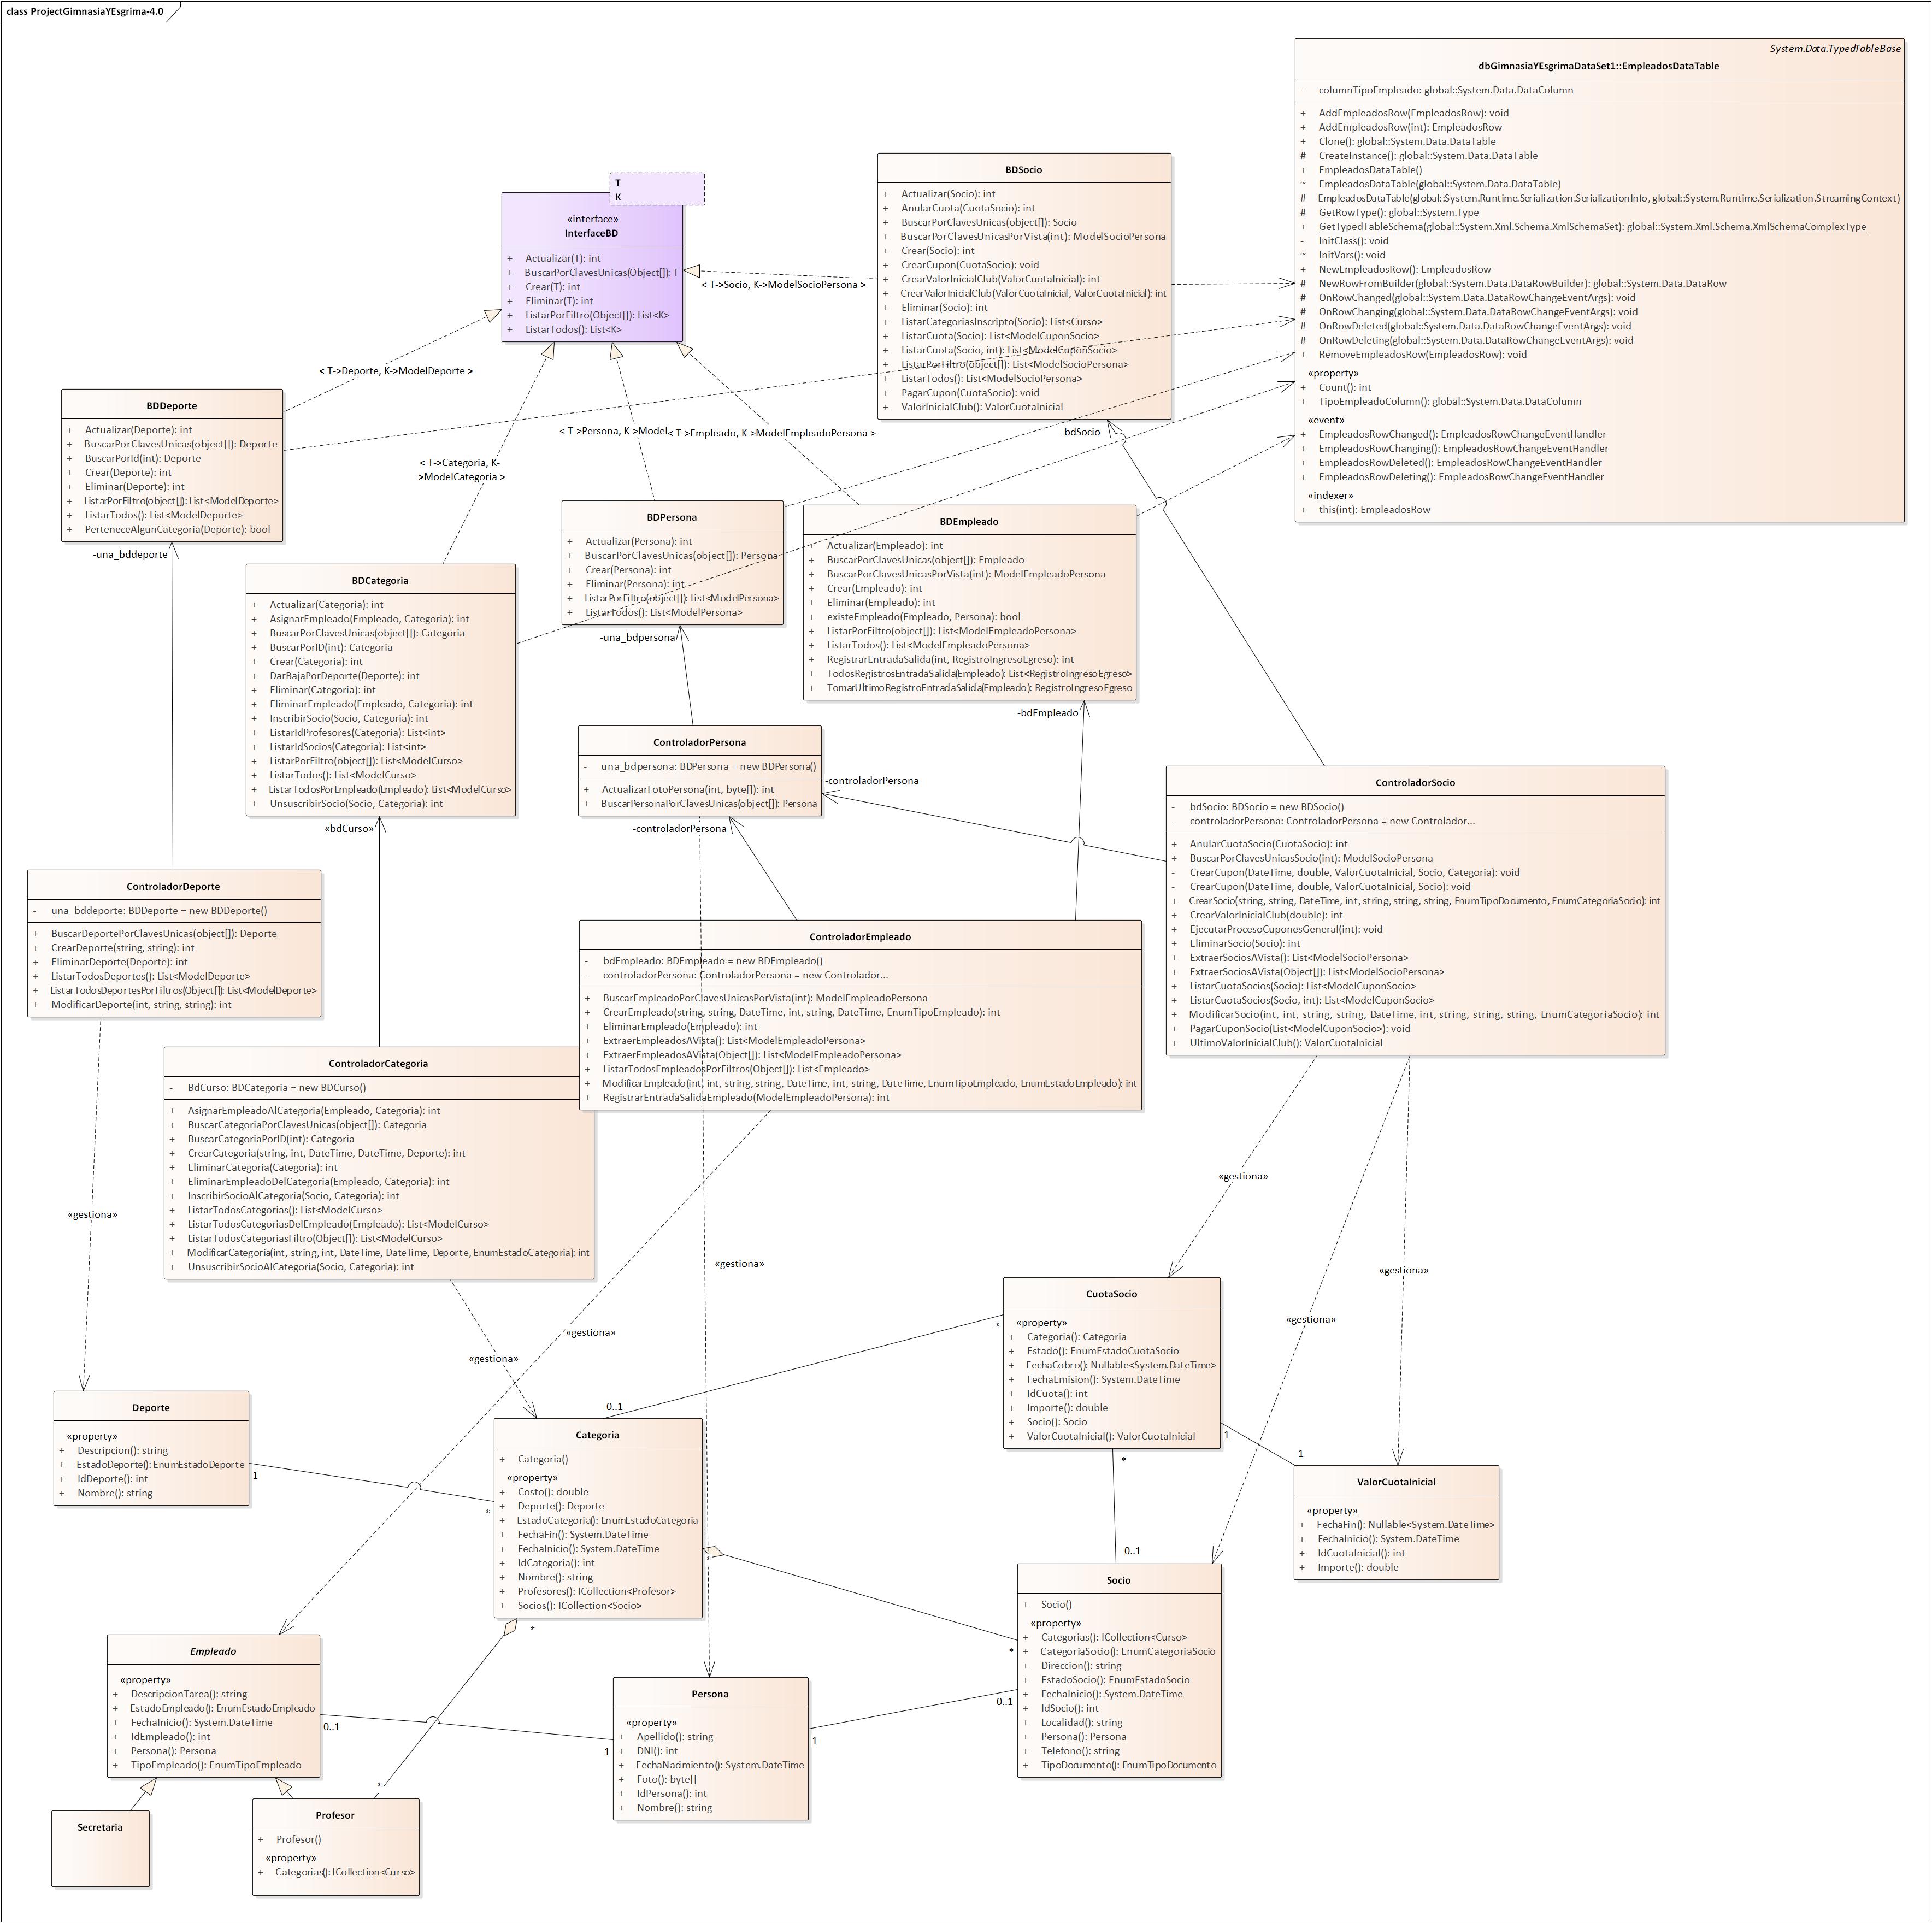 class ProjectGimnasiaYEsgrima-4.0
System.Data.TypedTableBase
dbGimnasiaYEsgrimaDataSet1::EmpleadosDataTable
- columnTipoEmpleado: global::System.Data.DataColumn
+ AddEmpleadosRow(EmpleadosRow): void
+ AddEmpleadosRow(int): EmpleadosRow
+ Clone(): global::System.Data.DataTable
# CreateInstance(): global::System.Data.DataTable
+ EmpleadosDataTable()
~ EmpleadosDataTable(global::System.Data.DataTable)
# EmpleadosDataTable(global::System.Runtime.Serialization.SerializationInfo, global::System.Runtime.Serialization.StreamingContext)
# GetRowType(): global::System.Type
+ GetTypedTableSchema(global::System.Xml.Schema.XmlSchemaSet): global::System.Xml.Schema.XmlSchemaComplexType
- InitClass(): void
~ InitVars(): void
+ NewEmpleadosRow(): EmpleadosRow
# NewRowFromBuilder(global::System.Data.DataRowBuilder): global::System.Data.DataRow
# OnRowChanged(global::System.Data.DataRowChangeEventArgs): void
# OnRowChanging(global::System.Data.DataRowChangeEventArgs): void
# OnRowDeleted(global::System.Data.DataRowChangeEventArgs): void
# OnRowDeleting(global::System.Data.DataRowChangeEventArgs): void
+ RemoveEmpleadosRow(EmpleadosRow): void
«property»
+ Count(): int
+ TipoEmpleadoColumn(): global::System.Data.DataColumn
«event»
+ EmpleadosRowChanged(): EmpleadosRowChangeEventHandler
+ EmpleadosRowChanging(): EmpleadosRowChangeEventHandler
+ EmpleadosRowDeleted(): EmpleadosRowChangeEventHandler
+ EmpleadosRowDeleting(): EmpleadosRowChangeEventHandler
«indexer»
+ this(int): EmpleadosRow
BDSocio
+ Actualizar(Socio): int
+ AnularCuota(CuotaSocio): int
+ BuscarPorClavesUnicas(object[]): Socio
+ BuscarPorClavesUnicasPorVista(int): ModelSocioPersona
+ Crear(Socio): int
+ CrearCupon(CuotaSocio): void
+ CrearValorInicialClub(ValorCuotaInicial): int
+ CrearValorInicialClub(ValorCuotaInicial, ValorCuotaInicial): int
+ Eliminar(Socio): int
+ ListarCategoriasInscripto(Socio): List<Curso>
+ ListarCuota(Socio): List<ModelCuponSocio>
+ ListarCuota(Socio, int): List<ModelCuponSocio>
+ ListarPorFiltro(object[]): List<ModelSocioPersona>
+ ListarTodos(): List<ModelSocioPersona>
+ PagarCupon(CuotaSocio): void
+ ValorInicialClub(): ValorCuotaInicial
T
K
«interface»
InterfaceBD
+ Actualizar(T): int
+ BuscarPorClavesUnicas(Object[]): T
+ Crear(T): int
+ Eliminar(T): int
+ ListarPorFiltro(Object[]): List<K>
+ ListarTodos(): List<K>
< T->Socio, K->ModelSocioPersona >
< T->Deporte, K->ModelDeporte >
< T->Persona, K->Model
< T->Empleado, K->ModelEmpleadoPersona >
< T->Categoria, K-
>ModelCategoria >
-bdSocio
BDDeporte
+ Actualizar(Deporte): int
+ BuscarPorClavesUnicas(object[]): Deporte
+ BuscarPorId(int): Deporte
+ Crear(Deporte): int
+ Eliminar(Deporte): int
+ ListarPorFiltro(object[]): List<ModelDeporte>
+ ListarTodos(): List<ModelDeporte>
+ PerteneceAlgunCategoria(Deporte): bool
-una_bddeporte
BDPersona
+ Actualizar(Persona): int
+ BuscarPorClavesUnicas(object[]): Persona
+ Crear(Persona): int
+ Eliminar(Persona): int
+ ListarPorFiltro(object[]): List<ModelPersona>
+ ListarTodos(): List<ModelPersona>
-una_bdpersona
BDEmpleado
+ Actualizar(Empleado): int
+ BuscarPorClavesUnicas(object[]): Empleado
+ BuscarPorClavesUnicasPorVista(int): ModelEmpleadoPersona
+ Crear(Empleado): int
+ Eliminar(Empleado): int
+ existeEmpleado(Empleado, Persona): bool
+ ListarPorFiltro(object[]): List<ModelEmpleadoPersona>
+ ListarTodos(): List<ModelEmpleadoPersona>
+ RegistrarEntradaSalida(int, RegistroIngresoEgreso): int
+ TodosRegistrosEntradaSalida(Empleado): List<RegistroIngresoEgreso>
+ TomarUltimoRegistroEntradaSalida(Empleado): RegistroIngresoEgreso
-bdEmpleado
BDCategoria
+ Actualizar(Categoria): int
+ AsignarEmpleado(Empleado, Categoria): int
+ BuscarPorClavesUnicas(object[]): Categoria
+ BuscarPorID(int): Categoria
+ Crear(Categoria): int
+ DarBajaPorDeporte(Deporte): int
+ Eliminar(Categoria): int
+ EliminarEmpleado(Empleado, Categoria): int
+ InscribirSocio(Socio, Categoria): int
+ ListarIdProfesores(Categoria): List<int>
+ ListarIdSocios(Categoria): List<int>
+ ListarPorFiltro(object[]): List<ModelCurso>
+ ListarTodos(): List<ModelCurso>
+ ListarTodosPorEmpleado(Empleado): List<ModelCurso>
+ UnsuscribirSocio(Socio, Categoria): int
«bdCurso»
ControladorPersona
- una_bdpersona: BDPersona = new BDPersona()
+ ActualizarFotoPersona(int, byte[]): int
+ BuscarPersonaPorClavesUnicas(object[]): Persona
-controladorPersona
-controladorPersona
ControladorSocio
- bdSocio: BDSocio = new BDSocio()
- controladorPersona: ControladorPersona = new Controlador...
+ AnularCuotaSocio(CuotaSocio): int
+ BuscarPorClavesUnicasSocio(int): ModelSocioPersona
- CrearCupon(DateTime, double, ValorCuotaInicial, Socio, Categoria): void
- CrearCupon(DateTime, double, ValorCuotaInicial, Socio): void
+ CrearSocio(string, string, DateTime, int, string, string, string, EnumTipoDocumento, EnumCategoriaSocio): int
+ CrearValorInicialClub(double): int
+ EjecutarProcesoCuponesGeneral(int): void
+ EliminarSocio(Socio): int
+ ExtraerSociosAVista(): List<ModelSocioPersona>
+ ExtraerSociosAVista(Object[]): List<ModelSocioPersona>
+ ListarCuotaSocios(Socio): List<ModelCuponSocio>
+ ListarCuotaSocios(Socio, int): List<ModelCuponSocio>
+ ModificarSocio(int, int, string, string, DateTime, int, string, string, string, EnumCategoriaSocio): int
+ PagarCuponSocio(List<ModelCuponSocio>): void
+ UltimoValorInicialClub(): ValorCuotaInicial
ControladorDeporte
- una_bddeporte: BDDeporte = new BDDeporte()
+ BuscarDeportePorClavesUnicas(object[]): Deporte
+ CrearDeporte(string, string): int
+ EliminarDeporte(Deporte): int
+ ListarTodosDeportes(): List<ModelDeporte>
+ ListarTodosDeportesPorFiltros(Object[]): List<ModelDeporte>
+ ModificarDeporte(int, string, string): int
ControladorEmpleado
- bdEmpleado: BDEmpleado = new BDEmpleado()
- controladorPersona: ControladorPersona = new Controlador...
+ BuscarEmpleadoPorClavesUnicasPorVista(int): ModelEmpleadoPersona
+ CrearEmpleado(string, string, DateTime, int, string, DateTime, EnumTipoEmpleado): int
+ EliminarEmpleado(Empleado): int
+ ExtraerEmpleadosAVista(): List<ModelEmpleadoPersona>
+ ExtraerEmpleadosAVista(Object[]): List<ModelEmpleadoPersona>
+ ListarTodosEmpleadosPorFiltros(Object[]): List<Empleado>
+ ModificarEmpleado(int, int, string, string, DateTime, int, string, DateTime, EnumTipoEmpleado, EnumEstadoEmpleado): int
+ RegistrarEntradaSalidaEmpleado(ModelEmpleadoPersona): int
ControladorCategoria
- BdCurso: BDCategoria = new BDCurso()
+ AsignarEmpleadoAlCategoria(Empleado, Categoria): int
+ BuscarCategoriaPorClavesUnicas(object[]): Categoria
+ BuscarCategoriaPorID(int): Categoria
+ CrearCategoria(string, int, DateTime, DateTime, Deporte): int
+ EliminarCategoria(Categoria): int
+ EliminarEmpleadoDelCategoria(Empleado, Categoria): int
+ InscribirSocioAlCategoria(Socio, Categoria): int
+ ListarTodosCategorias(): List<ModelCurso>
+ ListarTodosCategoriasDelEmpleado(Empleado): List<ModelCurso>
+ ListarTodosCategoriasFiltro(Object[]): List<ModelCurso>
+ ModificarCategoria(int, string, int, DateTime, DateTime, Deporte, EnumEstadoCategoria): int
+ UnsuscribirSocioAlCategoria(Socio, Categoria): int
«gestiona»
«gestiona»
«gestiona»
«gestiona»
«gestiona»
«gestiona»
«gestiona»
CuotaSocio
«property»
+ Categoria(): Categoria
+ Estado(): EnumEstadoCuotaSocio
+ FechaCobro(): Nullable<System.DateTime>
+ FechaEmision(): System.DateTime
+ IdCuota(): int
+ Importe(): double
+ Socio(): Socio
+ ValorCuotaInicial(): ValorCuotaInicial
*
0..1
1
1
*
0..1
Deporte
«property»
+ Descripcion(): string
+ EstadoDeporte(): EnumEstadoDeporte
+ IdDeporte(): int
+ Nombre(): string
1
*
Categoria
+ Categoria()
«property»
+ Costo(): double
+ Deporte(): Deporte
+ EstadoCategoria(): EnumEstadoCategoria
+ FechaFin(): System.DateTime
+ FechaInicio(): System.DateTime
+ IdCategoria(): int
+ Nombre(): string
+ Profesores(): ICollection<Profesor>
+ Socios(): ICollection<Socio>
*
*
*
*
ValorCuotaInicial
«property»
+ FechaFin(): Nullable<System.DateTime>
+ FechaInicio(): System.DateTime
+ IdCuotaInicial(): int
+ Importe(): double
Socio
+ Socio()
«property»
+ Categorias(): ICollection<Curso>
+ CategoriaSocio(): EnumCategoriaSocio
+ Direccion(): string
+ EstadoSocio(): EnumEstadoSocio
+ FechaInicio(): System.DateTime
+ IdSocio(): int
+ Localidad(): string
+ Persona(): Persona
+ Telefono(): string
+ TipoDocumento(): EnumTipoDocumento
0..1
1
Empleado
«property»
+ DescripcionTarea(): string
+ EstadoEmpleado(): EnumEstadoEmpleado
+ FechaInicio(): System.DateTime
+ IdEmpleado(): int
+ Persona(): Persona
+ TipoEmpleado(): EnumTipoEmpleado
0..1
1
Persona
«property»
+ Apellido(): string
+ DNI(): int
+ FechaNacimiento(): System.DateTime
+ Foto(): byte[]
+ IdPersona(): int
+ Nombre(): string
Secretaria
Profesor
+ Profesor()
«property»
+ Categorias(): ICollection<Curso>